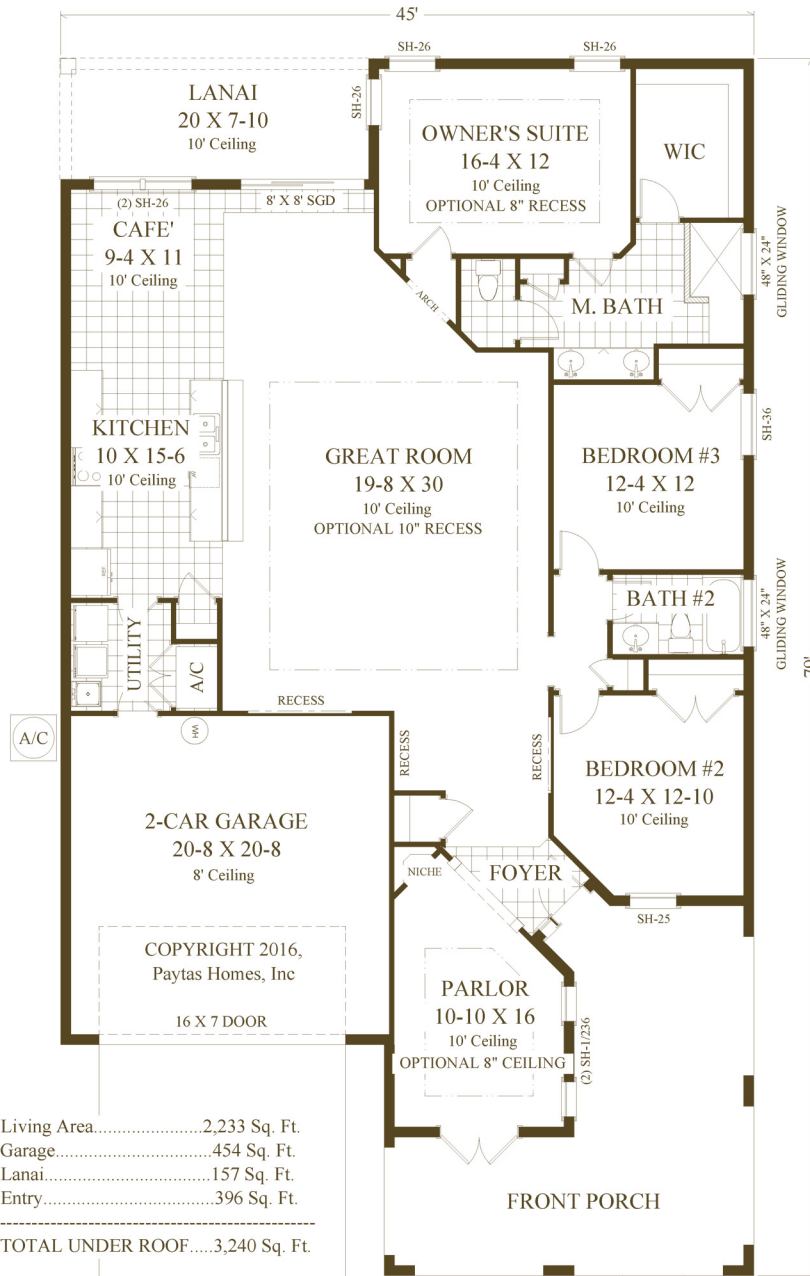 45'
SH-26
SH-26
LANAI
20 X 7-10
10' Ceiling
SH-26
OWNER'S SUITE
16-4 X 12
10' Ceiling
OPTIONAL 8" RECESS
WIC
(2) SH-26
8' X 8' SGD
CAFE'
9-4 X 11
10' Ceiling
48" X 24"
GLIDING WINDOW
ARCH
M. BATH
KITCHEN
10 X 15-6
10' Ceiling
GREAT ROOM
19-8 X 30
10' Ceiling
OPTIONAL 10" RECESS
BEDROOM #3
12-4 X 12
10' Ceiling
SH-36
BATH #2
48" X 24"
GLIDING WINDOW
UTILITY
A/C
70'
RECESS
A/C
WH
RECESS
RECESS
BEDROOM #2
12-4 X 12-10
10' Ceiling
2-CAR GARAGE
20-8 X 20-8
8' Ceiling
NICHE
FOYER
SH-25
COPYRIGHT 2016,
Paytas Homes, Inc
16 X 7 DOOR
PARLOR
10-10 X 16
10' Ceiling
OPTIONAL 8" CEILING
(2) SH-1/236
Living Area.......................2,233 Sq. Ft.
Garage.................................454 Sq. Ft.
Lanai...................................157 Sq. Ft.
Entry....................................396 Sq. Ft.
----------------------------------------------
TOTAL UNDER ROOF.....3,240 Sq. Ft.
FRONT PORCH